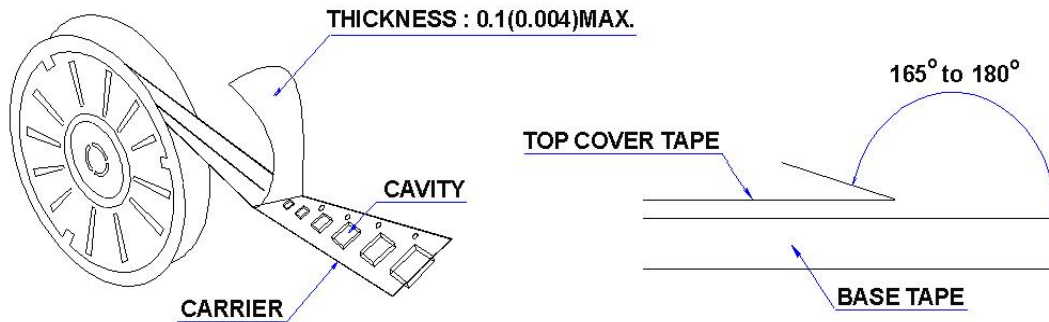 THICKNESS : 0.1(0.004)MAX.
165° to 180°
TOP COVER TAPE
CAVITY
CARRIER
BASE TAPE